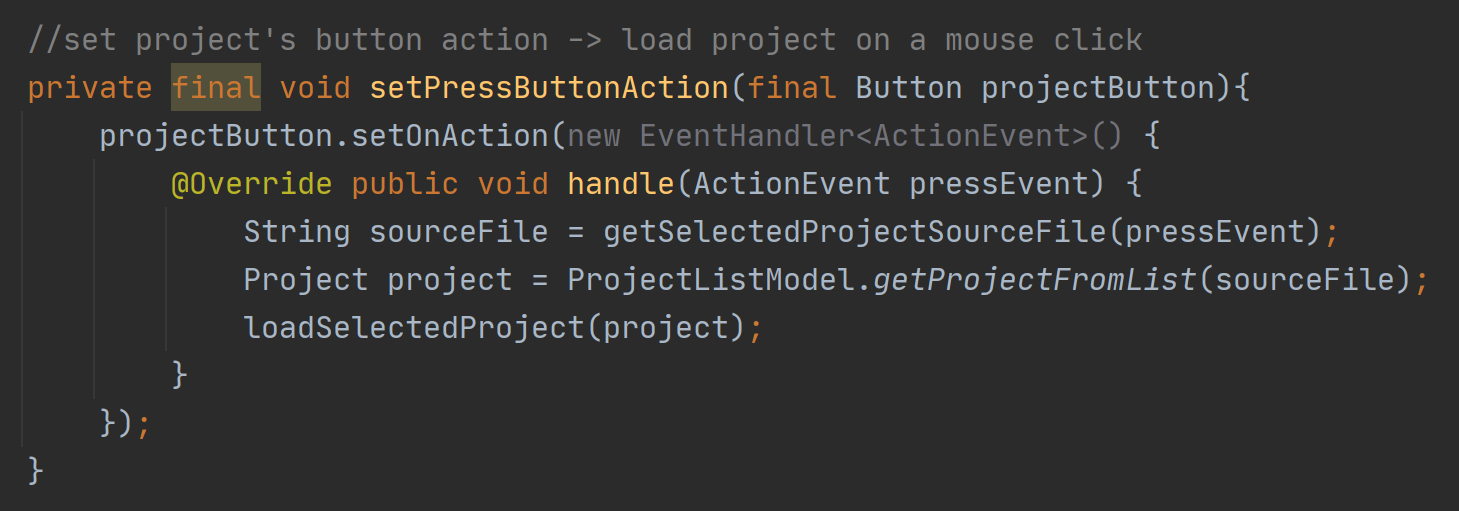 //set project's button action -> load project on a mouse click
private final void setPressButtonAction(final Button projectButton){
    projectButton.setOnAction(new EventHandler<ActionEvent>() {
        @Override public void handle(ActionEvent pressEvent) {
            String sourceFile = getSelectedProjectSourceFile(pressEvent);
            Project project = ProjectListModel.getProjectFromList(sourceFile);
            loadSelectedProject(project);
        }
    });
}